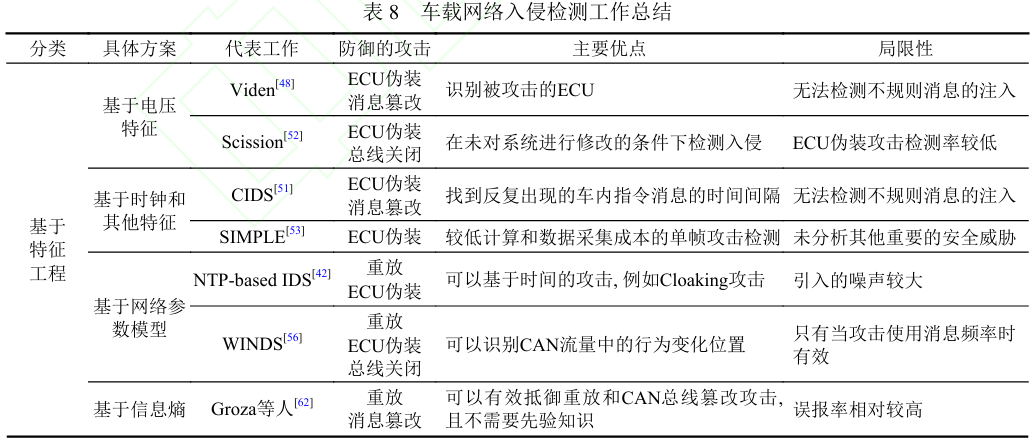 表 8 车载网络入侵检测工作总结
分类 具体方案 代表工作 防御的攻击 主要优点 局限性
基于
特征
工程
基于电压
特征
Viden[48]
ECU伪装
消息篡改
识别被攻击的ECU
无法检测不规则消息的注入
Scission[52]
ECU伪装
总线关闭
在未对系统进行修改的条件下检测入侵
ECU伪装攻击检测率较低
基于时钟和
其他特征
CIDS[51]
ECU伪装
消息篡改
找到反复出现的车内指令消息的时间间隔
无法检测不规则消息的注入
SIMPLE[53]
ECU伪装
较低计算和数据采集成本的单帧攻击检测
未分析其他重要的安全威胁
基于网络参
数模型
NTP-based IDS[42]
重放
ECU伪装
可以基于时间的攻击, 例如Cloaking攻击
引入的噪声较大
WINDS[56]
重放
ECU伪装
总线关闭
可以识别CAN流量中的行为变化位置
只有当攻击使用消息频率时
有效
基于信息熵
Groza等人[62]
重放
消息篡改
可以有效抵御重放和CAN总线篡改攻击,
且不需要先验知识
误报率相对较高